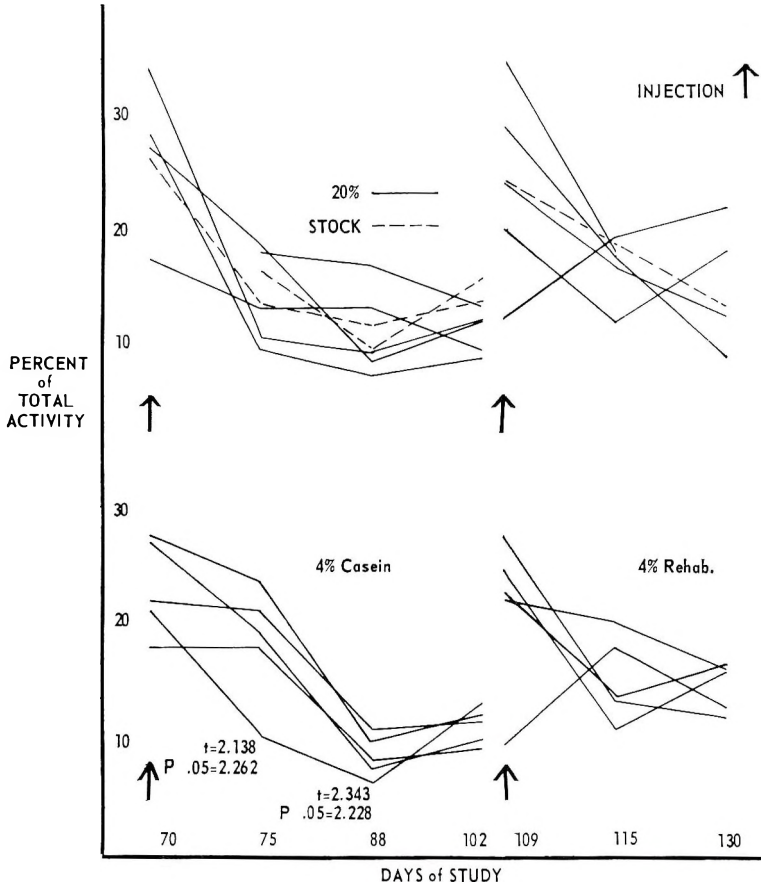 30
INJECTION
20% 
20
STOCK
10
PERCENT
of
TOTAL
ACTIVITY
30
4% Casein
4% Rehab.
20
10
t=2.138
P .05=2.262
t=2.343
P .05=2.228
70 75 88 102 109 115 130
DAYS of STUDY